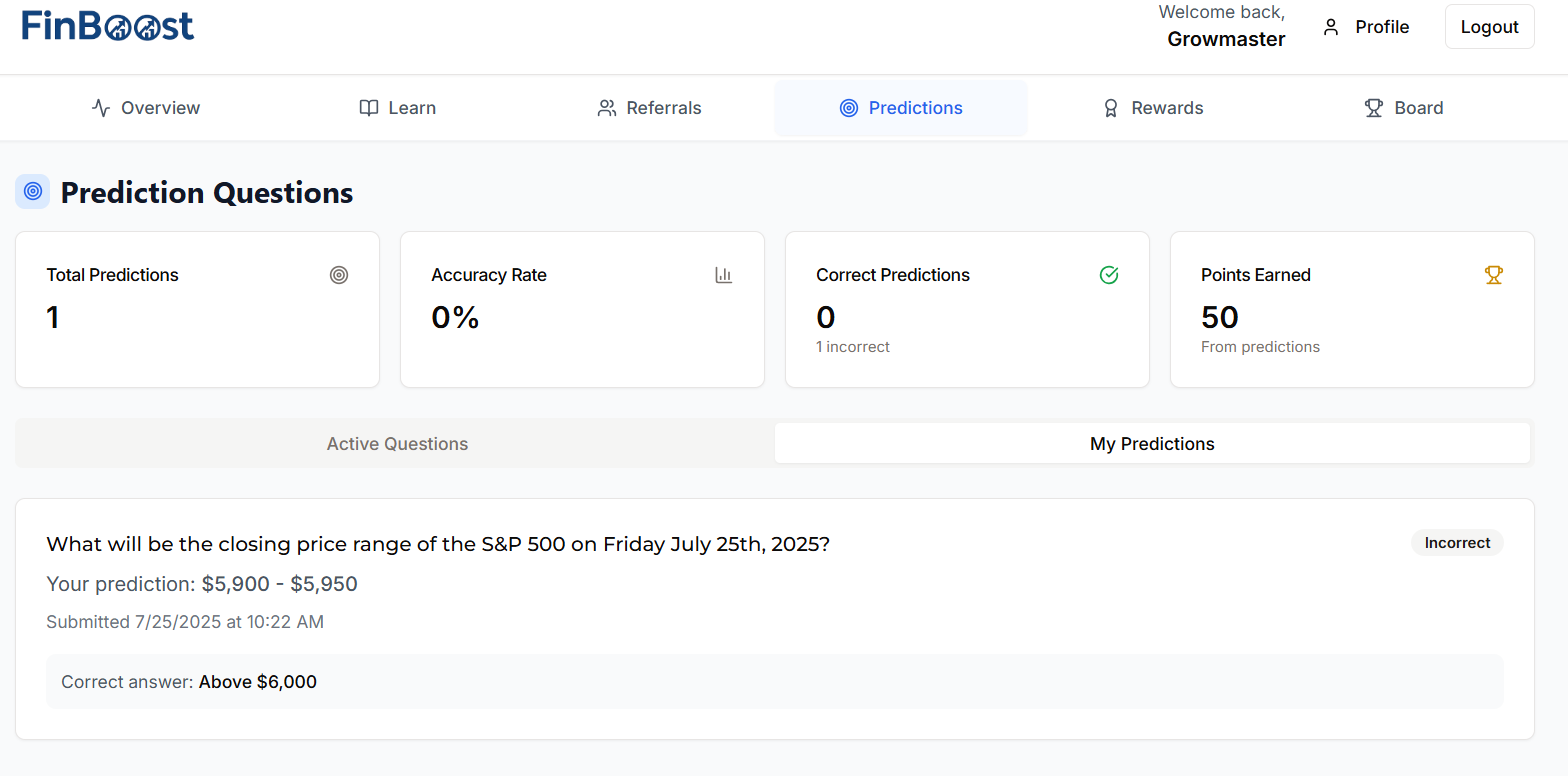 FinBoost
Welcome back,
Growmaster
Profile
Logout
Overview
Learn
Referrals
Predictions
Rewards
Board
Prediction Questions
Total Predictions
1
Accuracy Rate
0%
Correct Predictions
0
1 incorrect
Points Earned
50
From predictions
Active Questions
My Predictions
What will be the closing price range of the S&P 500 on Friday July 25th, 2025?
Incorrect
Your prediction: $5,900 - $5,950
Submitted 7/25/2025 at 10:22 AM
Correct answer: Above $6,000